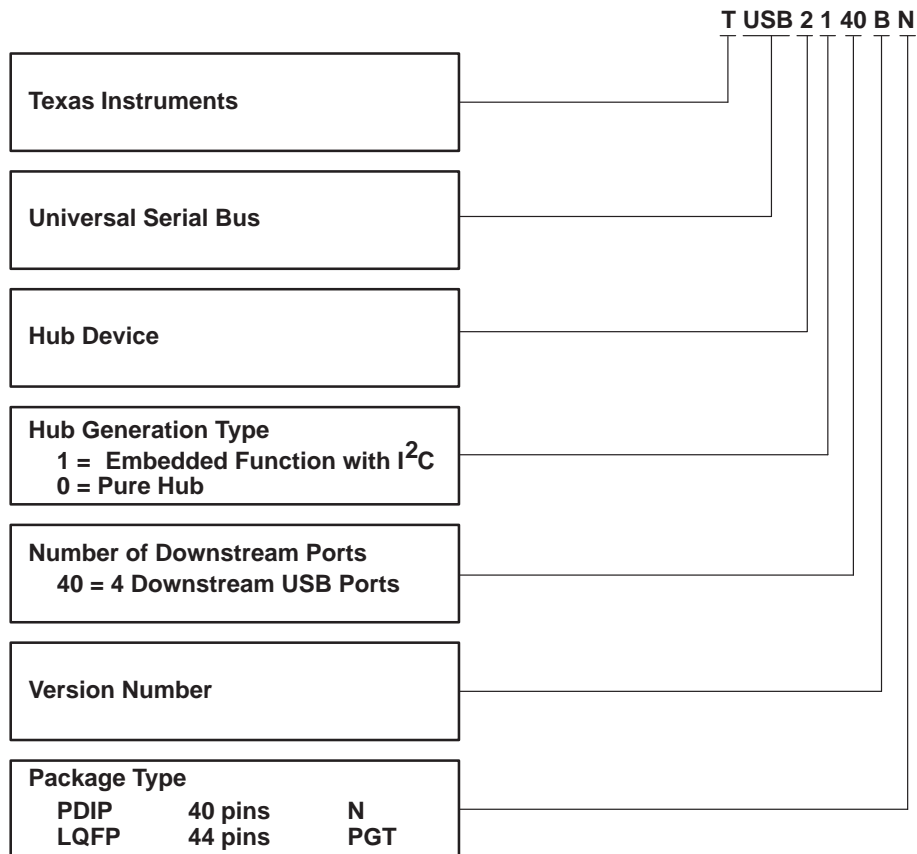 T USB 2 1 40 B N
Texas Instruments
Universal Serial Bus
Hub Device
Hub Generation Type
1 = Embedded Function with I²C
0 = Pure Hub
Number of Downstream Ports
40 = 4 Downstream USB Ports
Version Number
Package Type
PDIP 40 pins N
LQFP 44 pins PGT